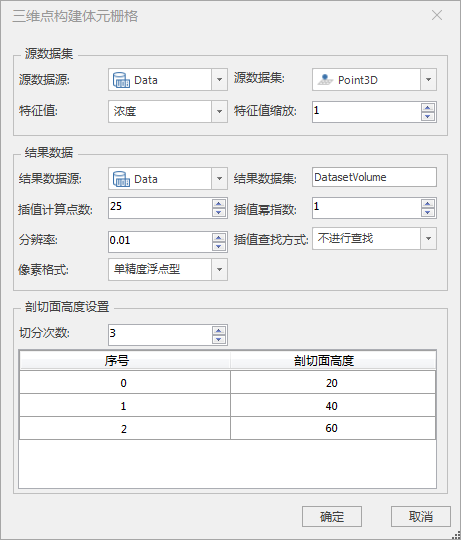 三维点构建体元栅格
源数据集
源数据源: Data 源数据集: Point3D
特征值: 浓度 特征值缩放: 1
结果数据
结果数据源: Data 结果数据集: DatasetVolume
插值计算点数: 25 插值幂指数: 1
分辨率: 0.01 插值查找方式: 不进行查找
像素格式: 单精度浮点型
剖切面高度设置
切分次数: 3
序号 剖切面高度
0 20
1 40
2 60
确定 取消